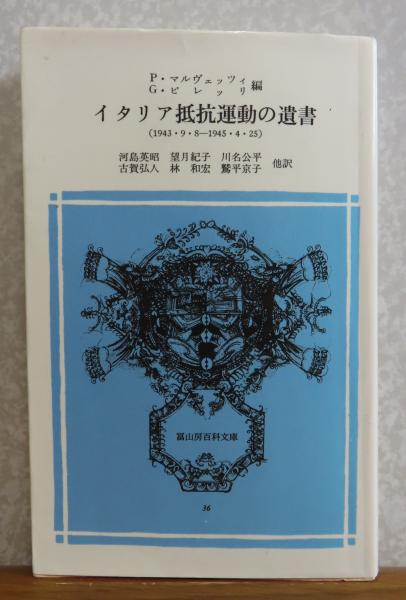 P・マルヴェッツィ
G・ピレッリ 編
イタリア抵抗運動の遺書
(1943・9・8—1945・4・25)
河島英昭 望月紀子 川名公平
古賀弘人 林 和宏 鷲平京子 他訳
冨山房百科文庫
36